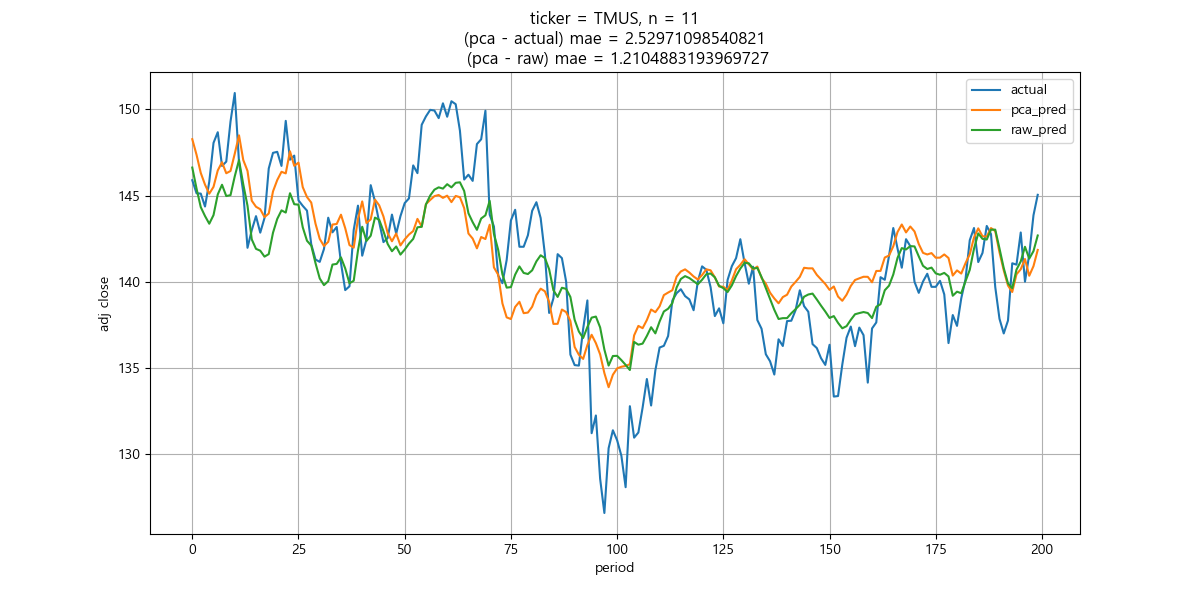 ticker = TMUS, n = 11
(pca - actual) mae = 2.52971098540821
(pca - raw) mae = 1.2104883193969727
actual
pca_pred
raw_pred
adj close
150
145
140
135
130
0 25 50 75 100 125 150 175 200
period